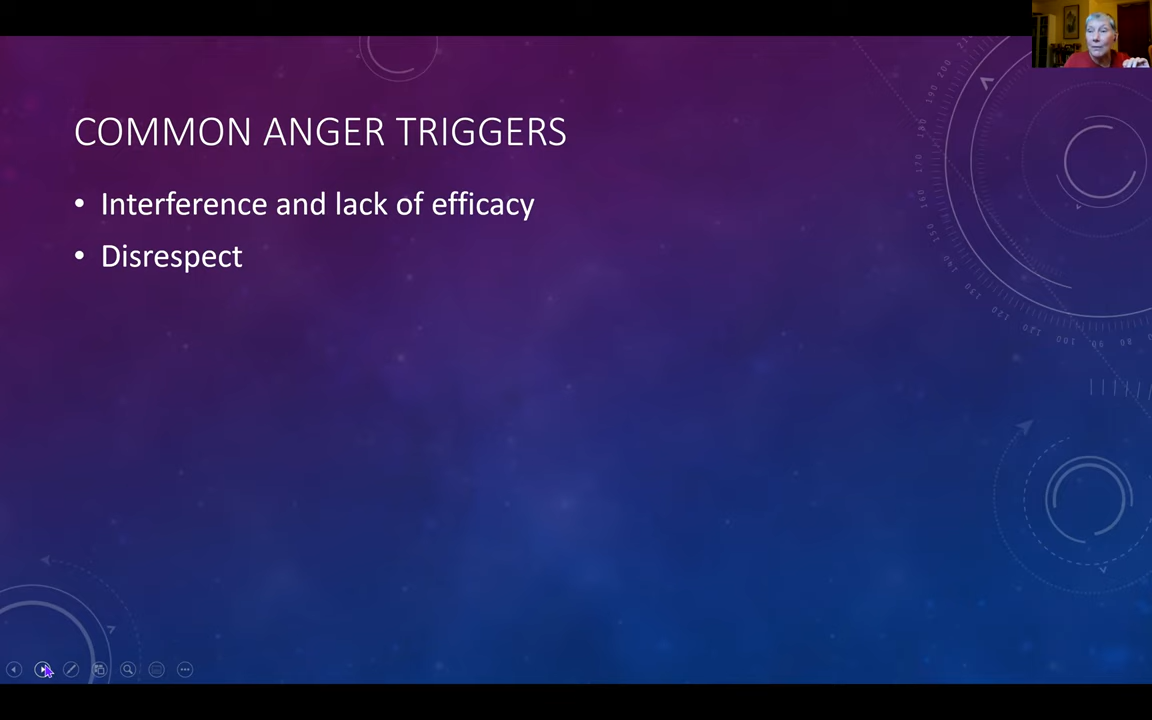 COMMON ANGER TRIGGERS
• Interference and lack of efficacy
• Disrespect